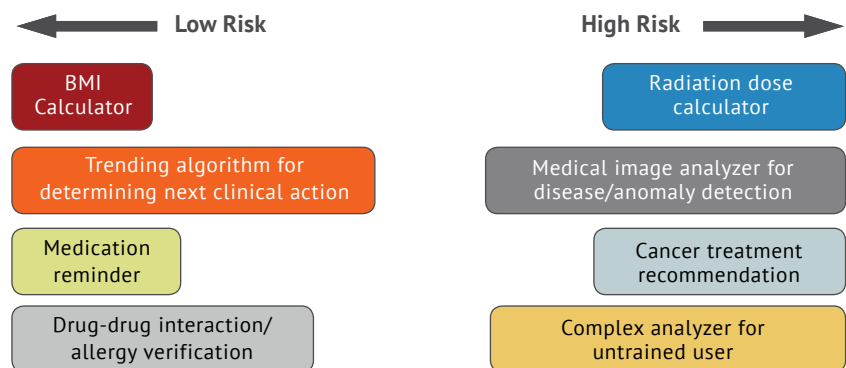 Low Risk
High Risk
BMI
Calculator
Radiation dose
calculator
Trending algorithm for
determining next clinical action
Medical image analyzer for
disease/anomaly detection
Medication
reminder
Cancer treatment
recommendation
Drug-drug interaction/
allergy verification
Complex analyzer for
untrained user